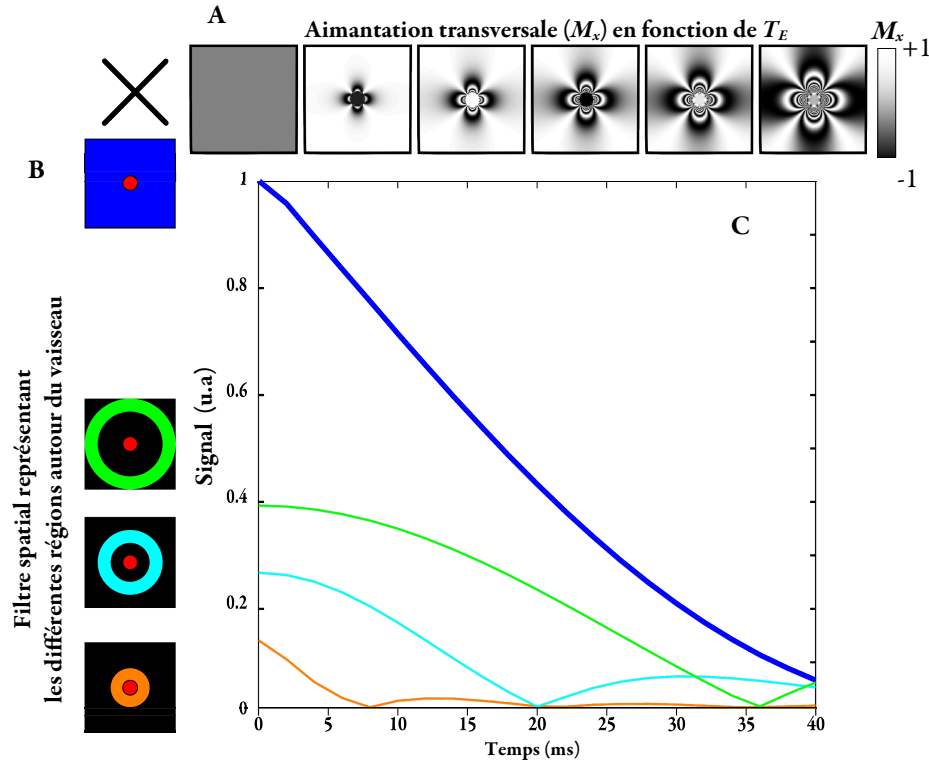 A
Aimantation transversale (Mx) en fonction de TE
Mx
+1
-1
B
C
Filtre spatial représentant
les différentes régions autour du vaisseau
Signal (u.a)
1
0.8
0.6
0.4
0.2
0
0 5 10 15 20 25 30 35 40
Temps (ms)